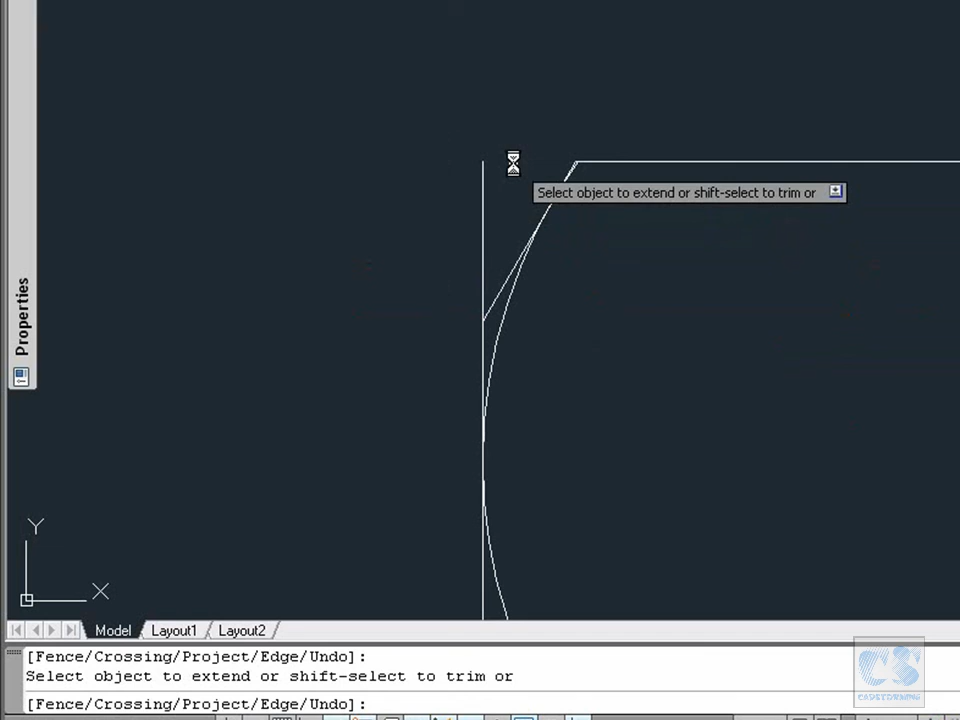 Properties
Select object to extend or shift-select to trim or
Y
X
Model Layout1 Layout2
[Fence/Crossing/Project/Edge/Undo]:
Select object to extend or shift-select to trim or
[Fence/Crossing/Project/Edge/Undo]:
CS